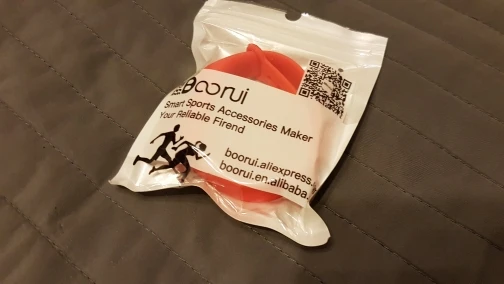 Boorui
Smart Sports Accessories Maker
Your Reliable Firend
boorui.aliexpress.
boorui.en.alibaba.